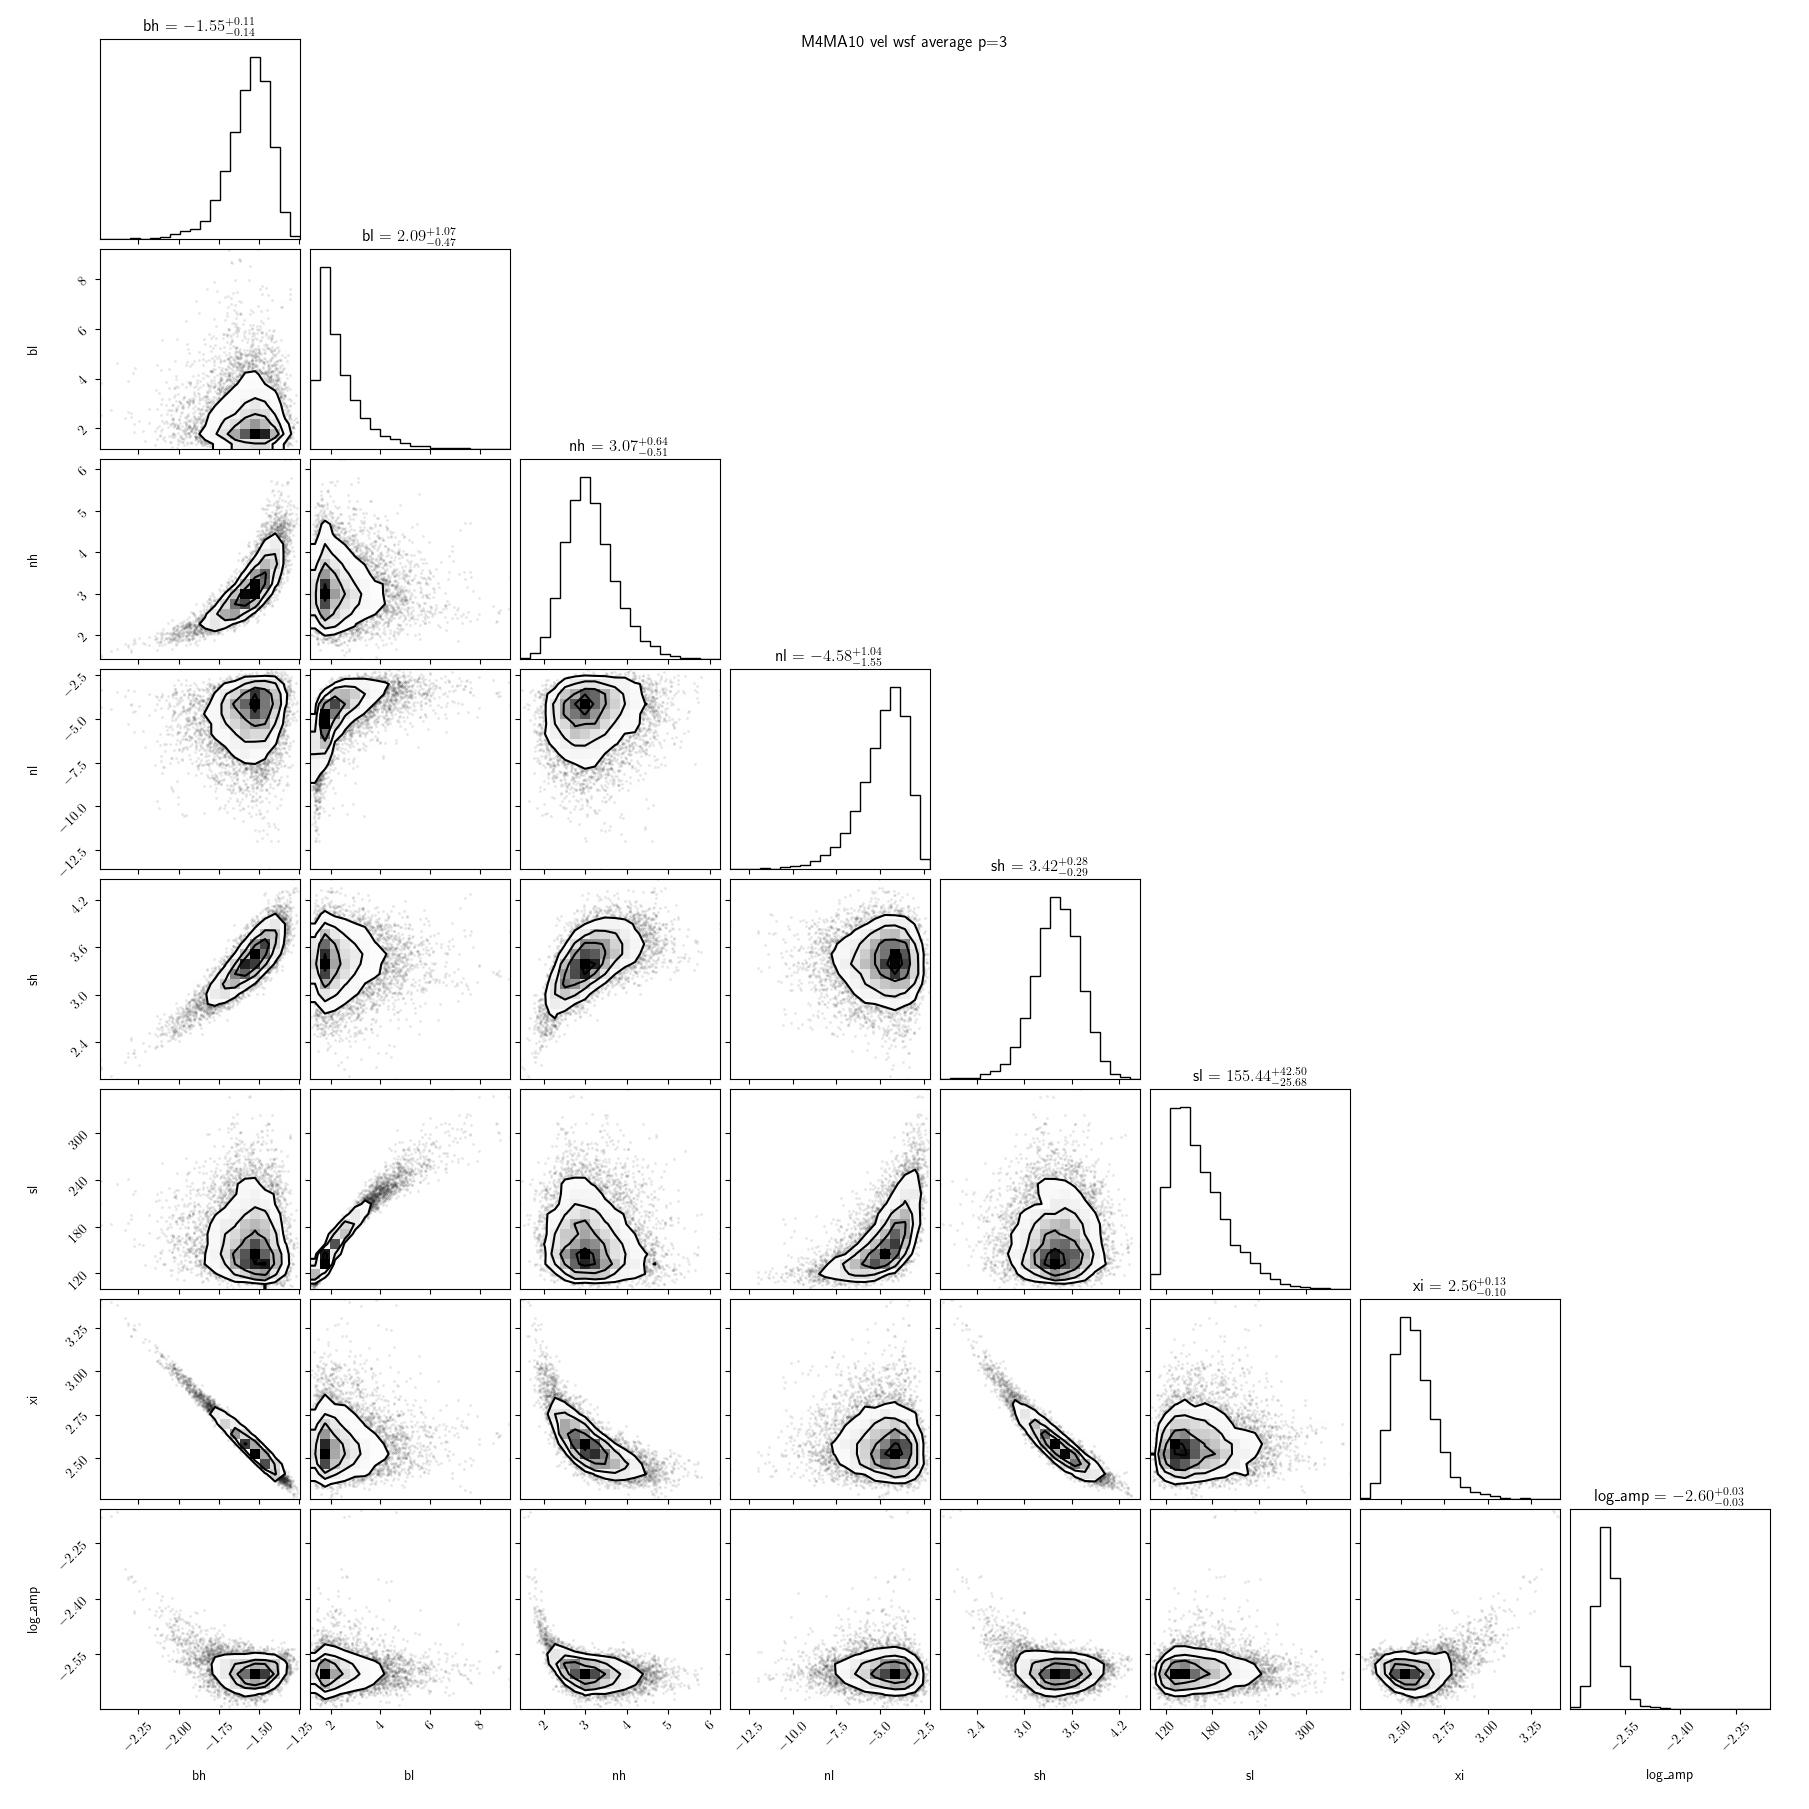 bh = −1.55 +0.11 −0.14
M4MA10 vel wsf average p=3
bl = 2.09 +1.07 −0.47
bl
8
6
4
2
nh = 3.07 +0.64 −0.51
nh
6
5
4
3
2
nl = −4.58 +1.04 −1.55
nl
−2.5
−5.0
−7.5
−10.0
−12.5
sh = 3.42 +0.28 −0.29
sh
4.2
3.6
3.0
2.4
sl = 155.44 +42.50 −25.68
sl
300
240
180
120
xi = 2.56 +0.13 −0.10
xi
3.25
3.00
2.75
2.50
log_amp = −2.60 +0.03 −0.03
log_amp
−2.25
−2.40
−2.55
−2.25 −2.00 −1.75 −1.50 −1.25
2 4 6 8
2 3 4 5 6
−12.5 −10.0 −7.5 −5.0 −2.5
2.4 3.0 3.6 4.2
120 180 240 300
2.50 2.75 3.00 3.25
−2.55 −2.40 −2.25
bh bl nh nl sh sl xi log_amp